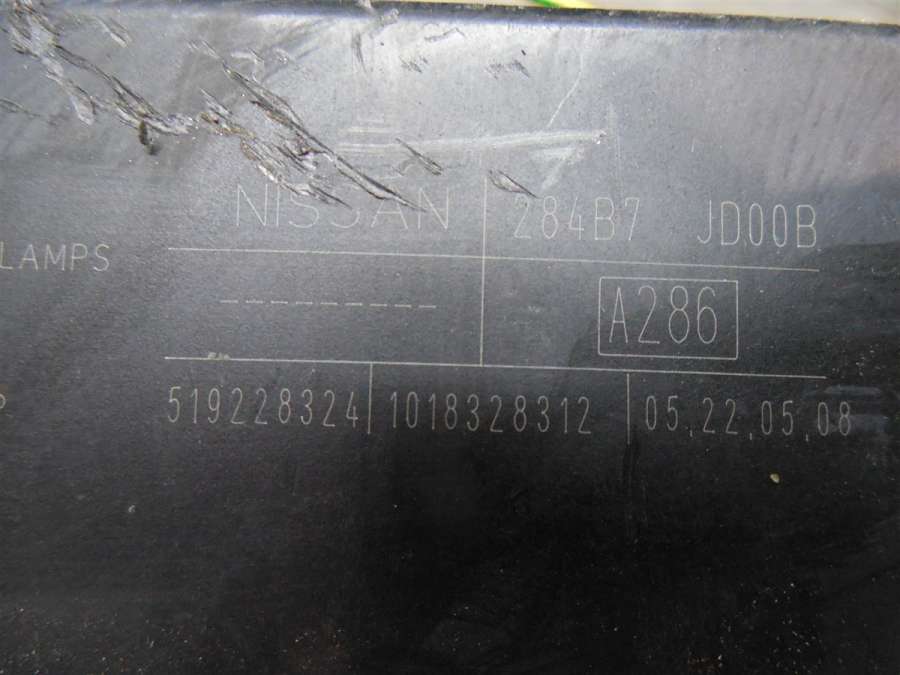 NISSAN 284B7 JD00B
LAMPS
--------- A286
519228324 1018328312 05,22,05,08
P